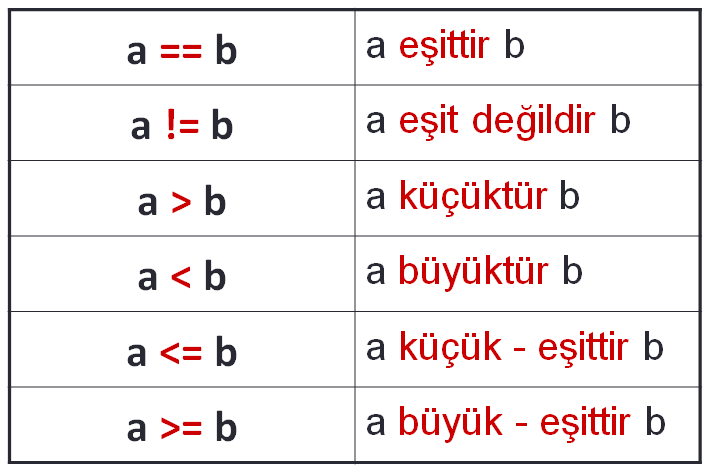 a == b a eşittir b
a != b a eşit değildir b
a > b a küçüktür b
a < b a büyüktür b
a <= b a küçük - eşittir b
a >= b a büyük - eşittir b